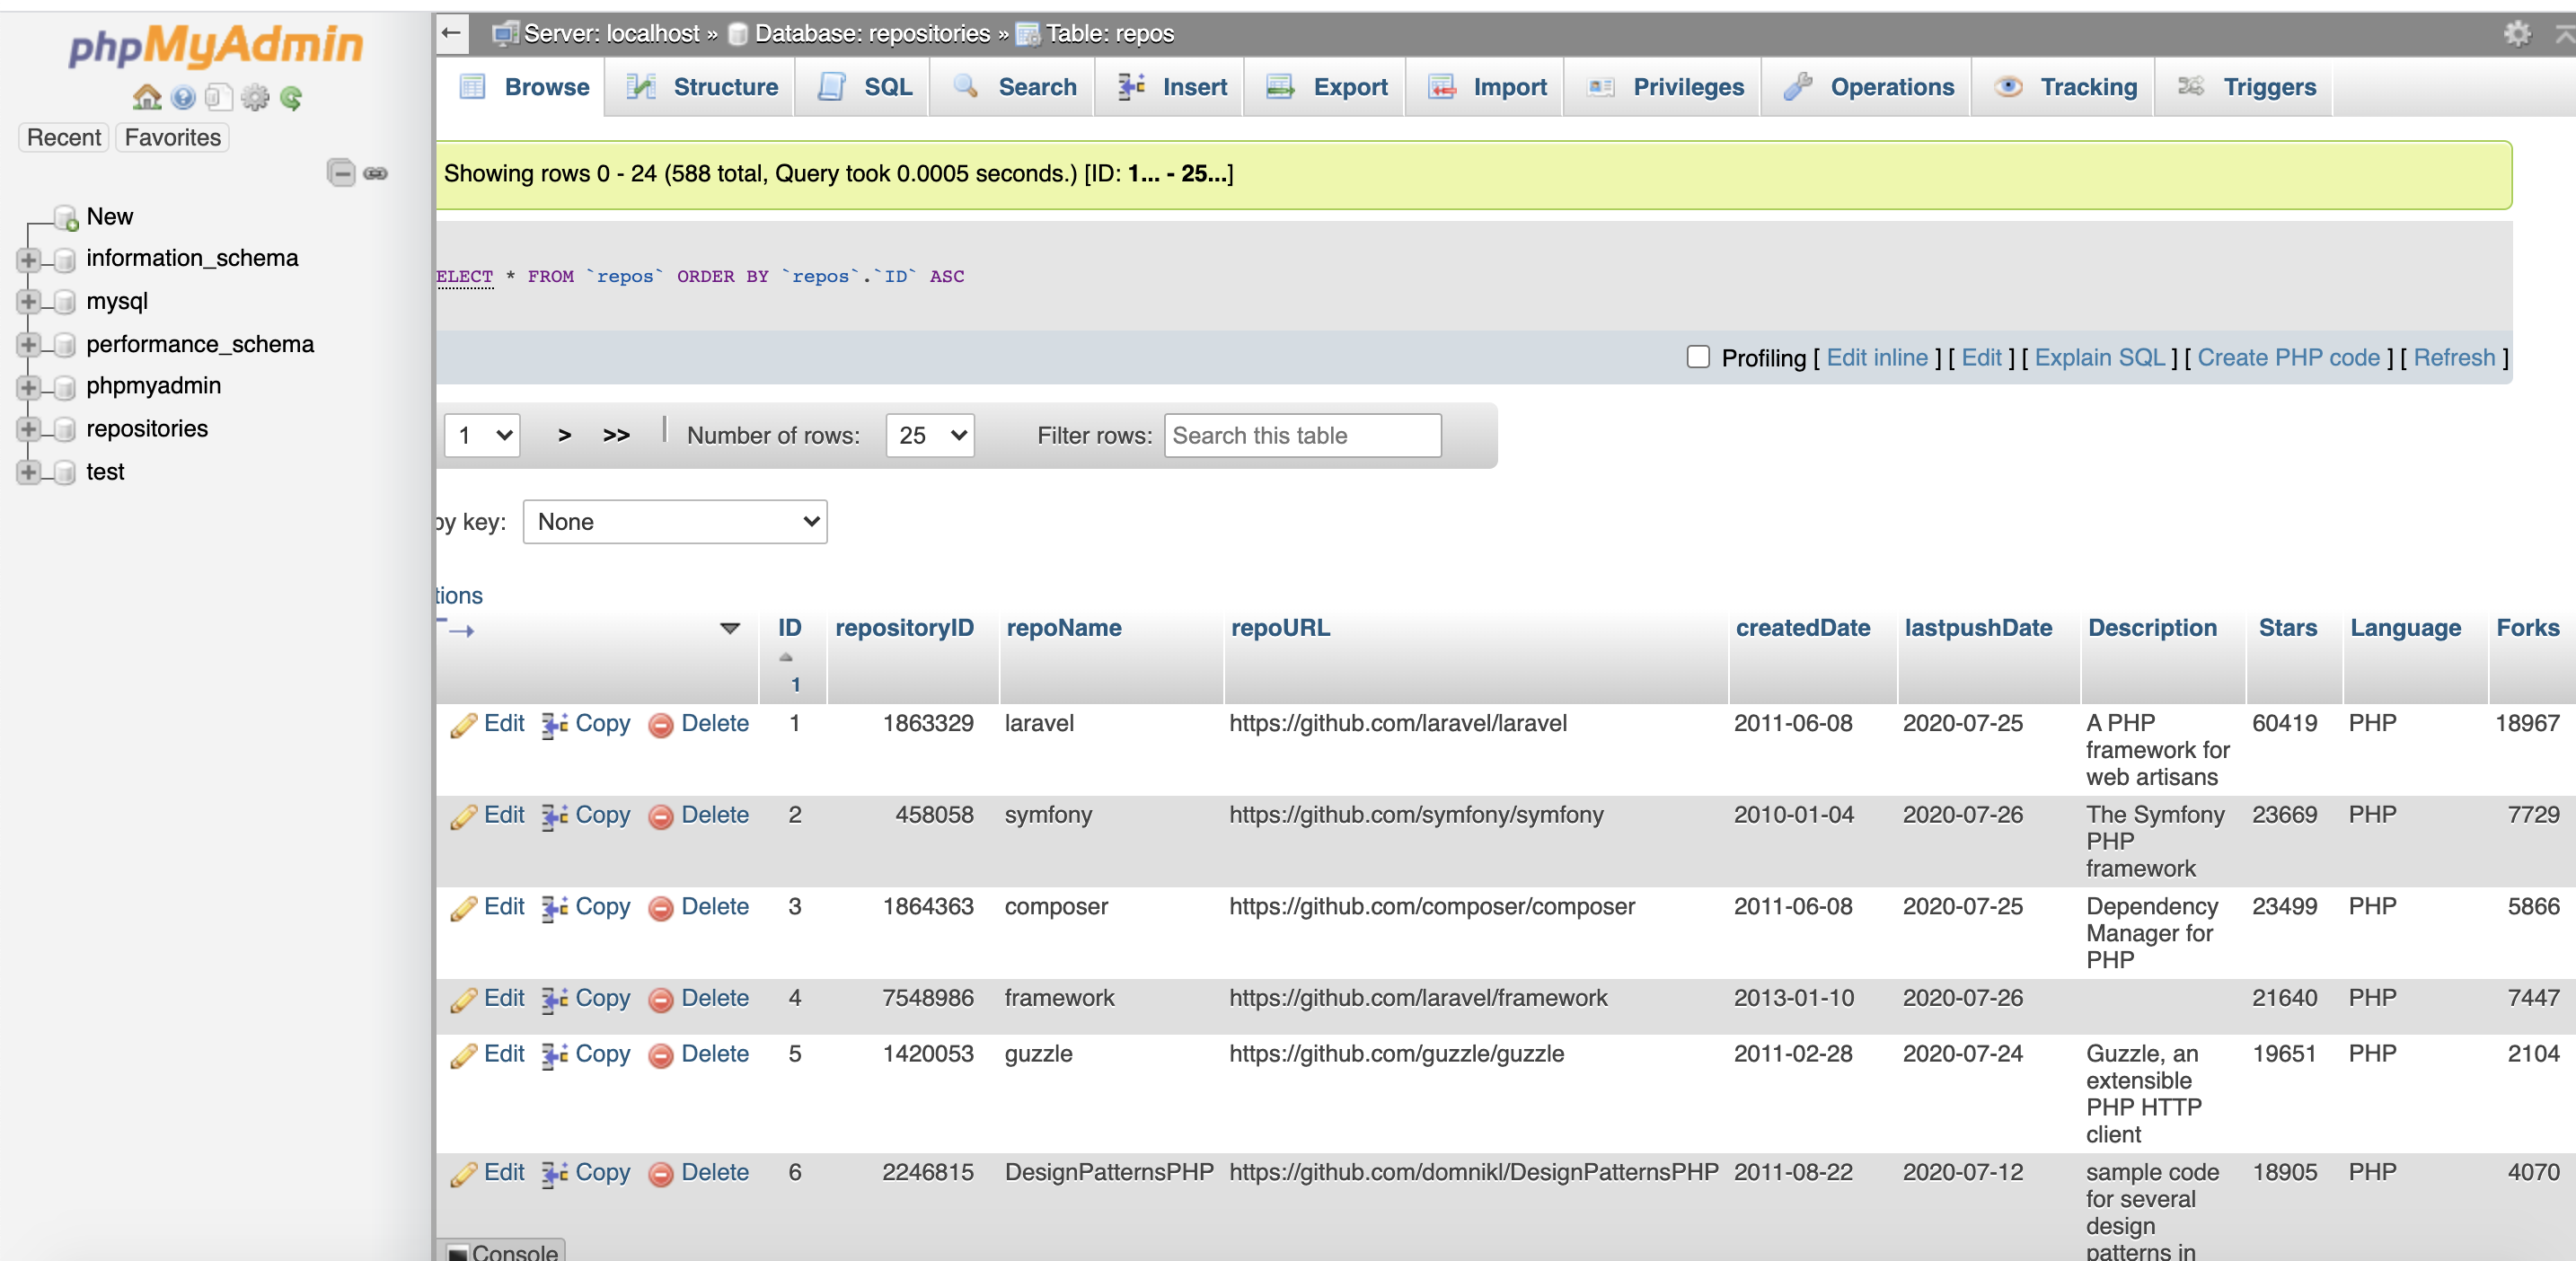 phpMyAdmin
Recent Favorites
New
information_schema
mysql
performance_schema
phpmyadmin
repositories
test
← Server: localhost » Database: repositories » Table: repos
Browse Structure SQL Search Insert Export Import Privileges Operations Tracking Triggers
Showing rows 0 - 24 (588 total, Query took 0.0005 seconds.) [ID: 1... - 25...]
ELECT * FROM `repos` ORDER BY `repos`.`ID` ASC
Profiling [ Edit inline ] [ Edit ] [ Explain SQL ] [ Create PHP code ] [ Refresh ]
1 > >> | Number of rows: 25 Filter rows: Search this table
by key: None
tions
ID repositoryID repoName repoURL createdDate lastpushDate Description Stars Language Forks
1
Edit Copy Delete 1 1863329 laravel https://github.com/laravel/laravel 2011-06-08 2020-07-25 A PHP 60419 PHP 18967
framework for
web artisans
Edit Copy Delete 2 458058 symfony https://github.com/symfony/symfony 2010-01-04 2020-07-26 The Symfony 23669 PHP 7729
PHP
framework
Edit Copy Delete 3 1864363 composer https://github.com/composer/composer 2011-06-08 2020-07-25 Dependency 23499 PHP 5866
Manager for
PHP
Edit Copy Delete 4 7548986 framework https://github.com/laravel/framework 2013-01-10 2020-07-26 21640 PHP 7447
Edit Copy Delete 5 1420053 guzzle https://github.com/guzzle/guzzle 2011-02-28 2020-07-24 Guzzle, an 19651 PHP 2104
extensible
PHP HTTP
client
Edit Copy Delete 6 2246815 DesignPatternsPHP https://github.com/domnikl/DesignPatternsPHP 2011-08-22 2020-07-12 sample code 18905 PHP 4070
for several
design
patterns in
Console